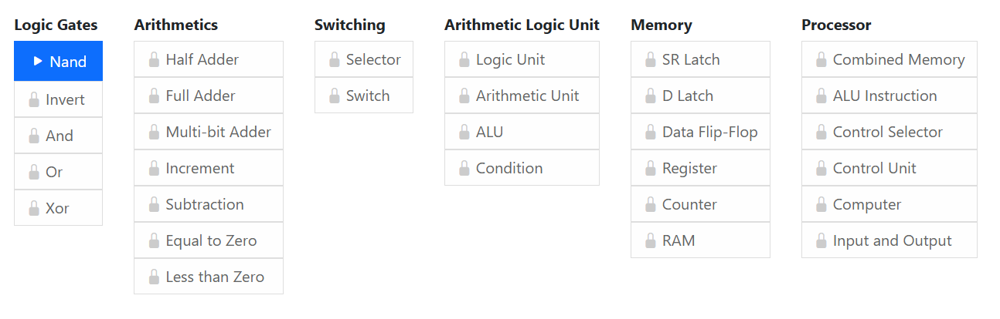 Logic Gates
Nand
Invert
And
Or
Xor
Arithmetics
Half Adder
Full Adder
Multi-bit Adder
Increment
Subtraction
Equal to Zero
Less than Zero
Switching
Selector
Switch
Arithmetic Logic Unit
Logic Unit
Arithmetic Unit
ALU
Condition
Memory
SR Latch
D Latch
Data Flip-Flop
Register
Counter
RAM
Processor
Combined Memory
ALU Instruction
Control Selector
Control Unit
Computer
Input and Output